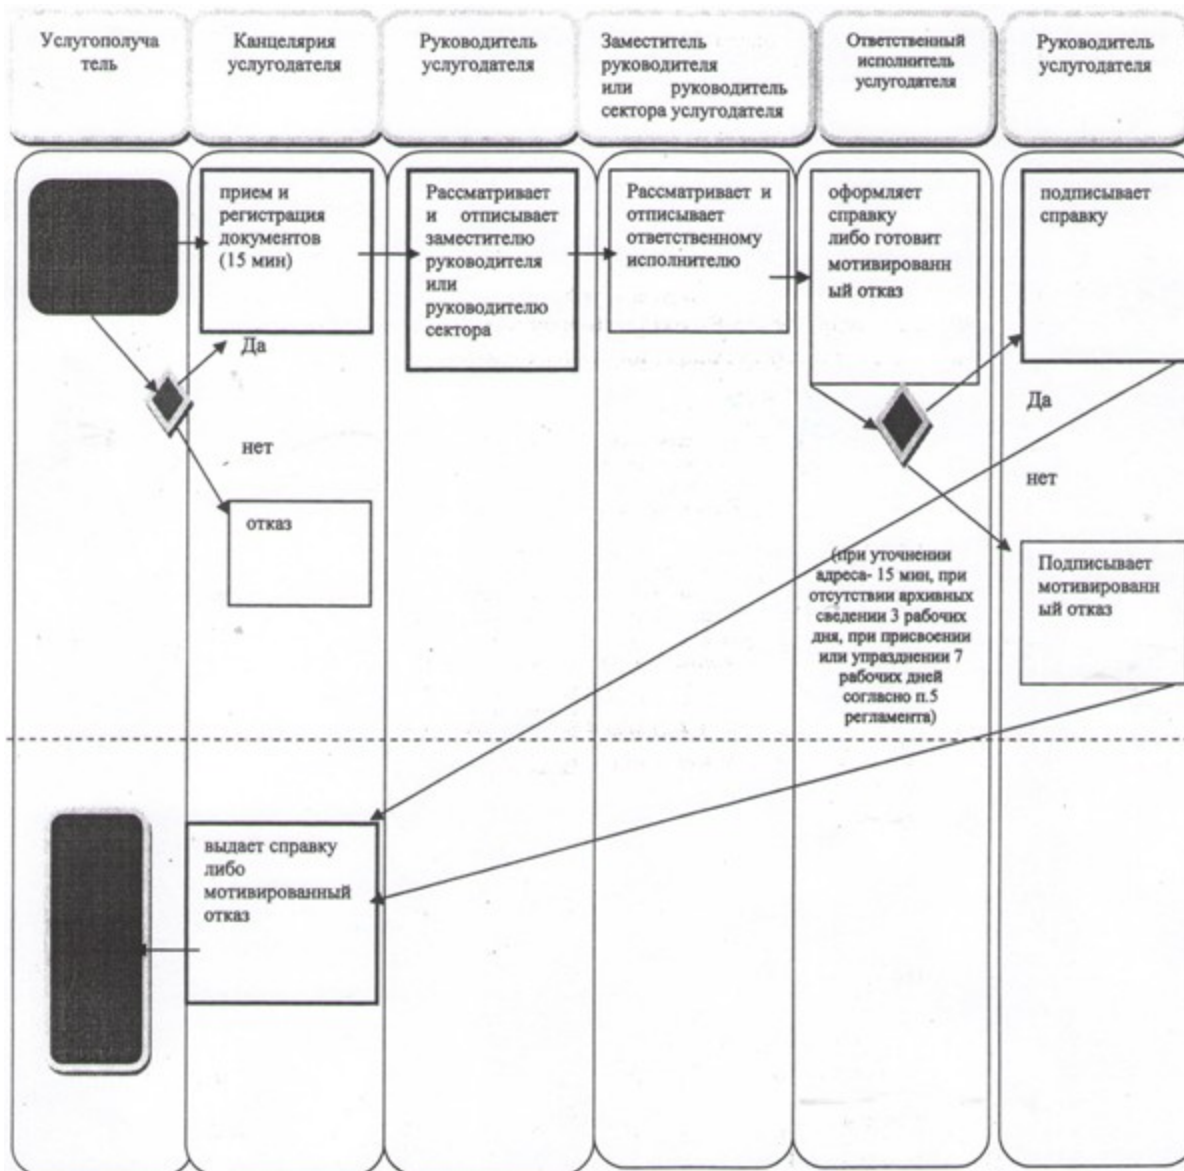 Услугополуча
тель
Канцелярия
услугодателя
Руководитель
услугодателя
Заместитель
руководителя
или руководитель
сектора услугодателя
Ответственный
исполнитель
услугодателя
Руководитель
услугодателя
прием и
регистрация
документов
(15 мин)
Рассматривает
и отписывает
заместителю
руководителя
или
руководителю
сектора
Рассматривает и
отписывает
ответственному
исполнителю
оформляет
справку
либо готовит
мотивированн
ый отказ
подписывает
справку
Да
нет
отказ
Да
нет
(при уточнении
адреса- 15 мин, при
отсутствии архивных
сведении 3 рабочих
дня, при присвоении
или упразднении 7
рабочих дней
согласно п.5
регламента)
Подписывает
мотивированн
ый отказ
выдает справку
либо
мотивированный
отказ